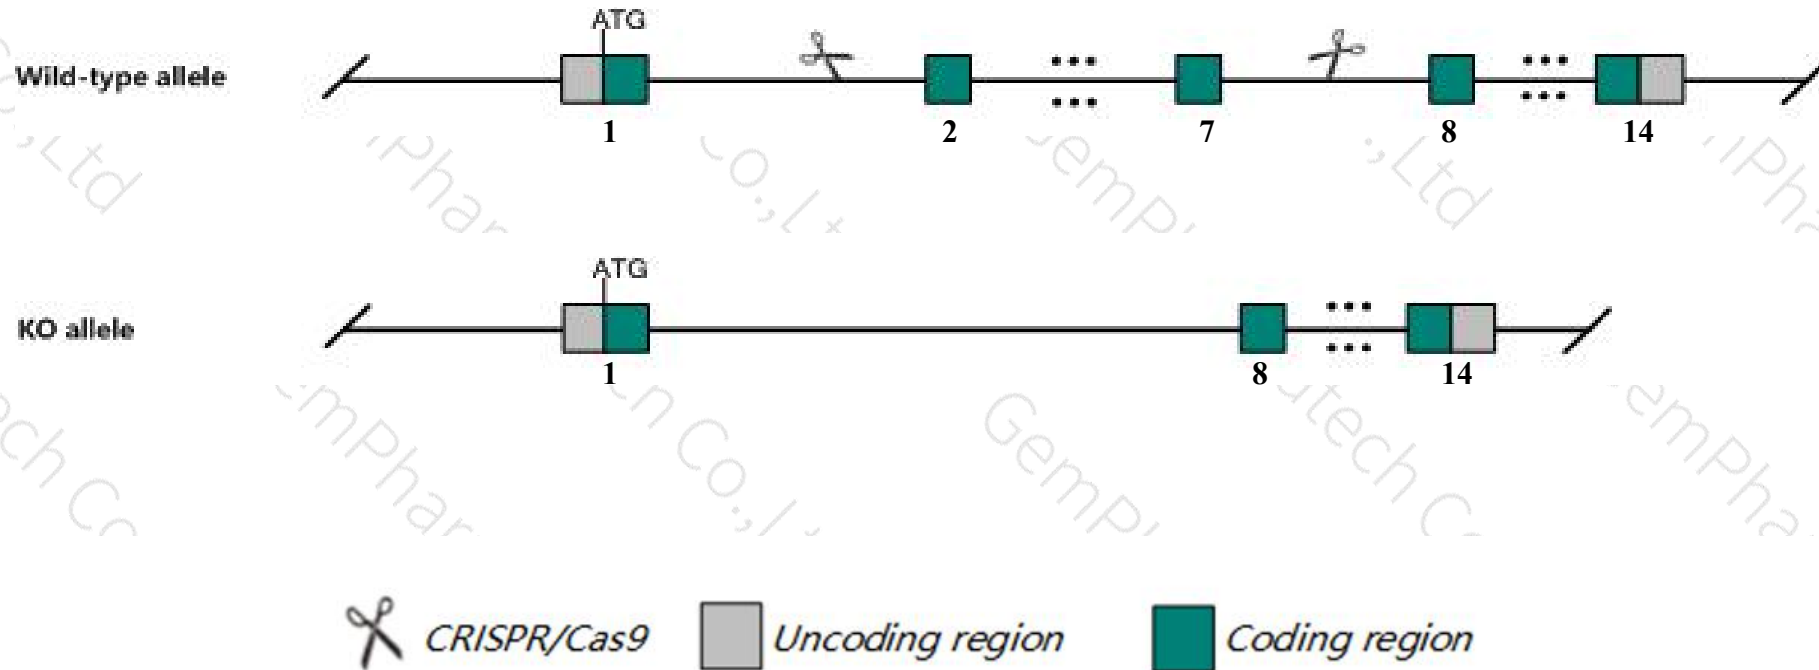 ATG
Wild-type allele
1 2 7 8 14
ATG
KO allele
1 8 14
CRISPR/Cas9 Uncoding region Coding region